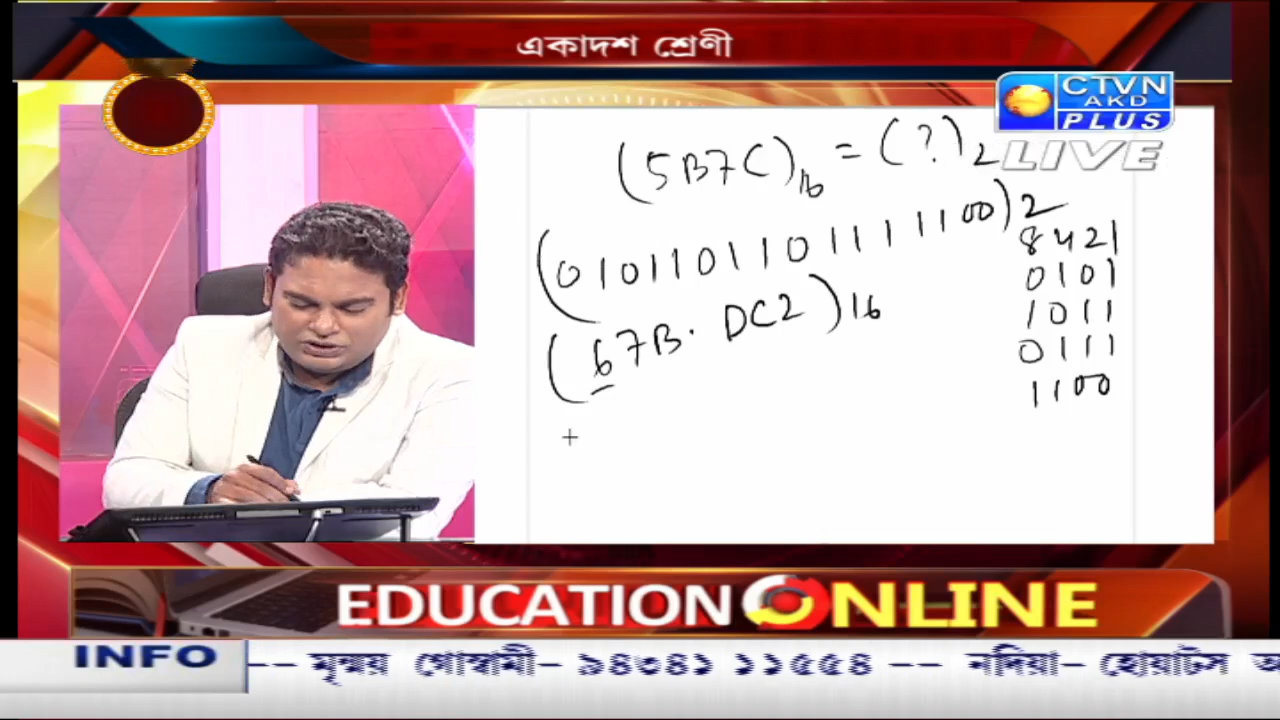 একাদশ শ্রেণী
CTVN
AKD
PLUS
LIVE
(5B7C)16 = (?)2
(0101101101111100)2
(67B.DC2)16
8421
0101
1011
0111
1100
EDUCATION ONLINE
INFO
-- মৃন্ময় গোস্বামী- ৯৪৩৪১ ১১৫৫৪ -- নদিয়া- হোয়াটস